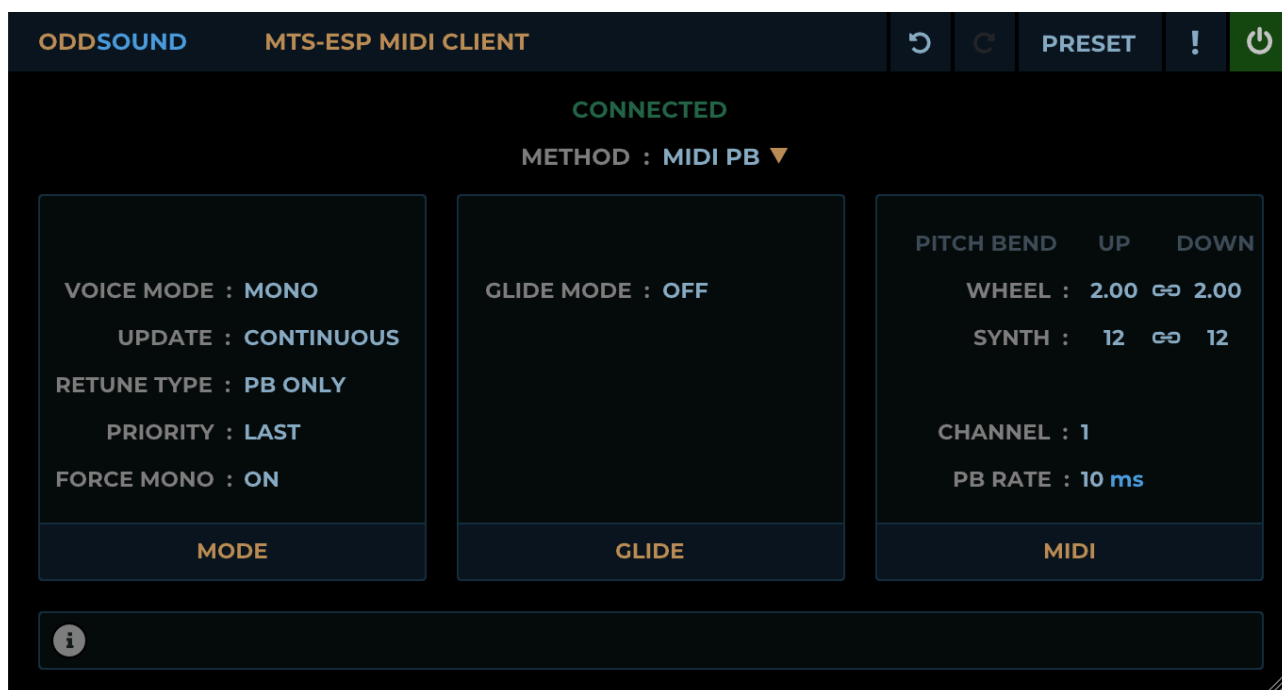 ODDSOUND MTS-ESP MIDI CLIENT PRESET !
CONNECTED
METHOD : MIDI PB
VOICE MODE : MONO
UPDATE : CONTINUOUS
RETUNE TYPE : PB ONLY
PRIORITY : LAST
FORCE MONO : ON
MODE
GLIDE MODE : OFF
GLIDE
PITCH BEND UP DOWN
WHEEL : 2.00 2.00
SYNTH : 12 12
CHANNEL : 1
PB RATE : 10 ms
MIDI
i